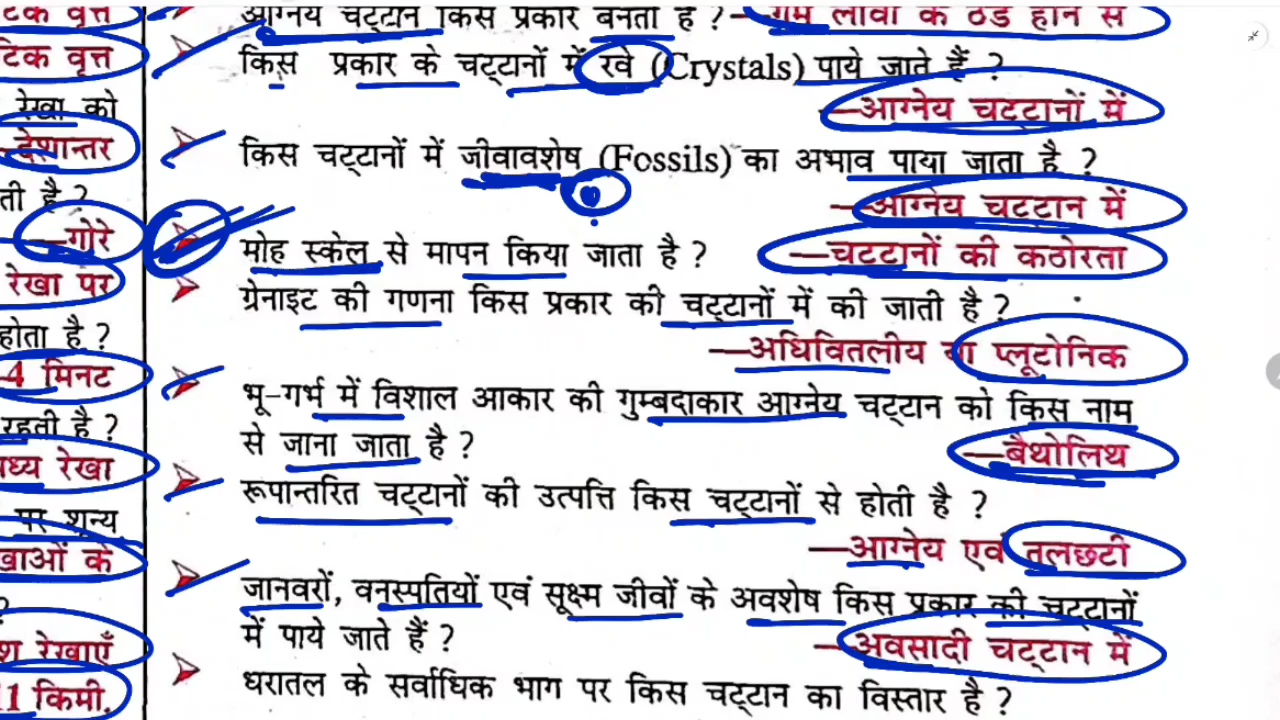 टिक वृत्त
रेखा को
—देशान्तर
ती है ?
—गोरे
रेखा पर
होता है ?
4 मिनट
रहती है ?
मध्य रेखा
पर शून्य
खाओं के
?
श रेखाएँ
11 किमी.
आग्नेय चट्टान किस प्रकार बनता है ? —गर्म लावा के ठंडे होने से
किस प्रकार के चट्टानों में रवे (Crystals) पाये जाते हैं ?
—आग्नेय चट्टानों में
किस चट्टानों में जीवावशेष (Fossils) का अभाव पाया जाता है ?
—आग्नेय चट्टान में
मोह स्केल से मापन किया जाता है ? —चट्टानों की कठोरता
ग्रेनाइट की गणना किस प्रकार की चट्टानों में की जाती है ?
—अधिवितलीय या प्लूटोनिक
भू-गर्भ में विशाल आकार की गुम्बदाकार आग्नेय चट्टान को किस नाम
से जाना जाता है ? —बैथोलिथ
रूपान्तरित चट्टानों की उत्पत्ति किस चट्टानों से होती है ?
—आग्नेय एवं तलछटी
जानवरों, वनस्पतियों एवं सूक्ष्म जीवों के अवशेष किस प्रकार की चट्टानों
में पाये जाते हैं ? —अवसादी चट्टान में
धरातल के सर्वाधिक भाग पर किस चट्टान का विस्तार है ?